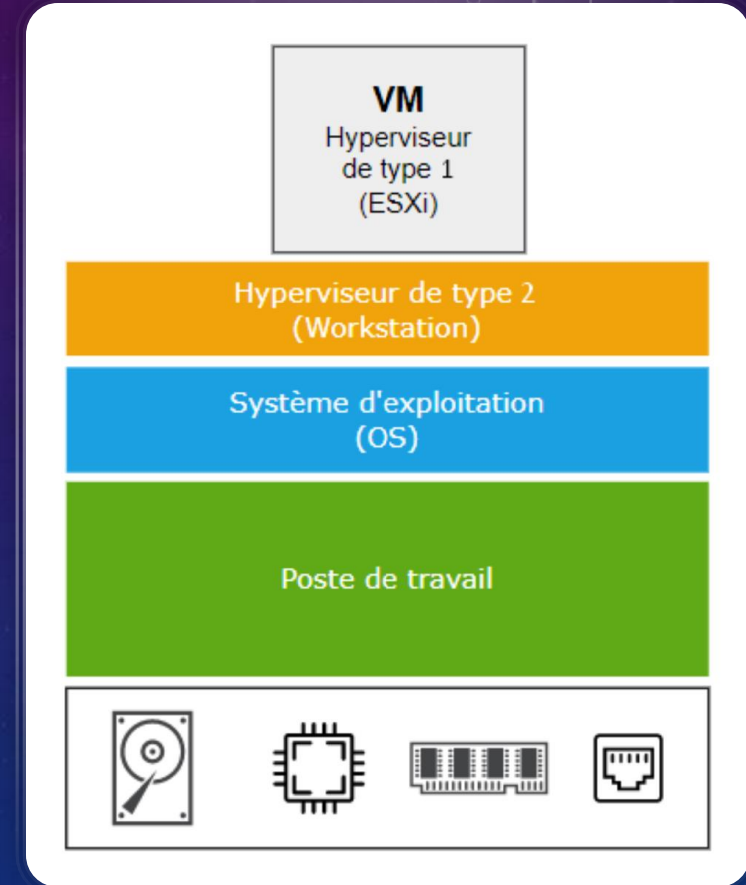 VM
Hyperviseur
de type 1
(ESXi)
Hyperviseur de type 2
(Workstation)
Système d'exploitation
(OS)
Poste de travail